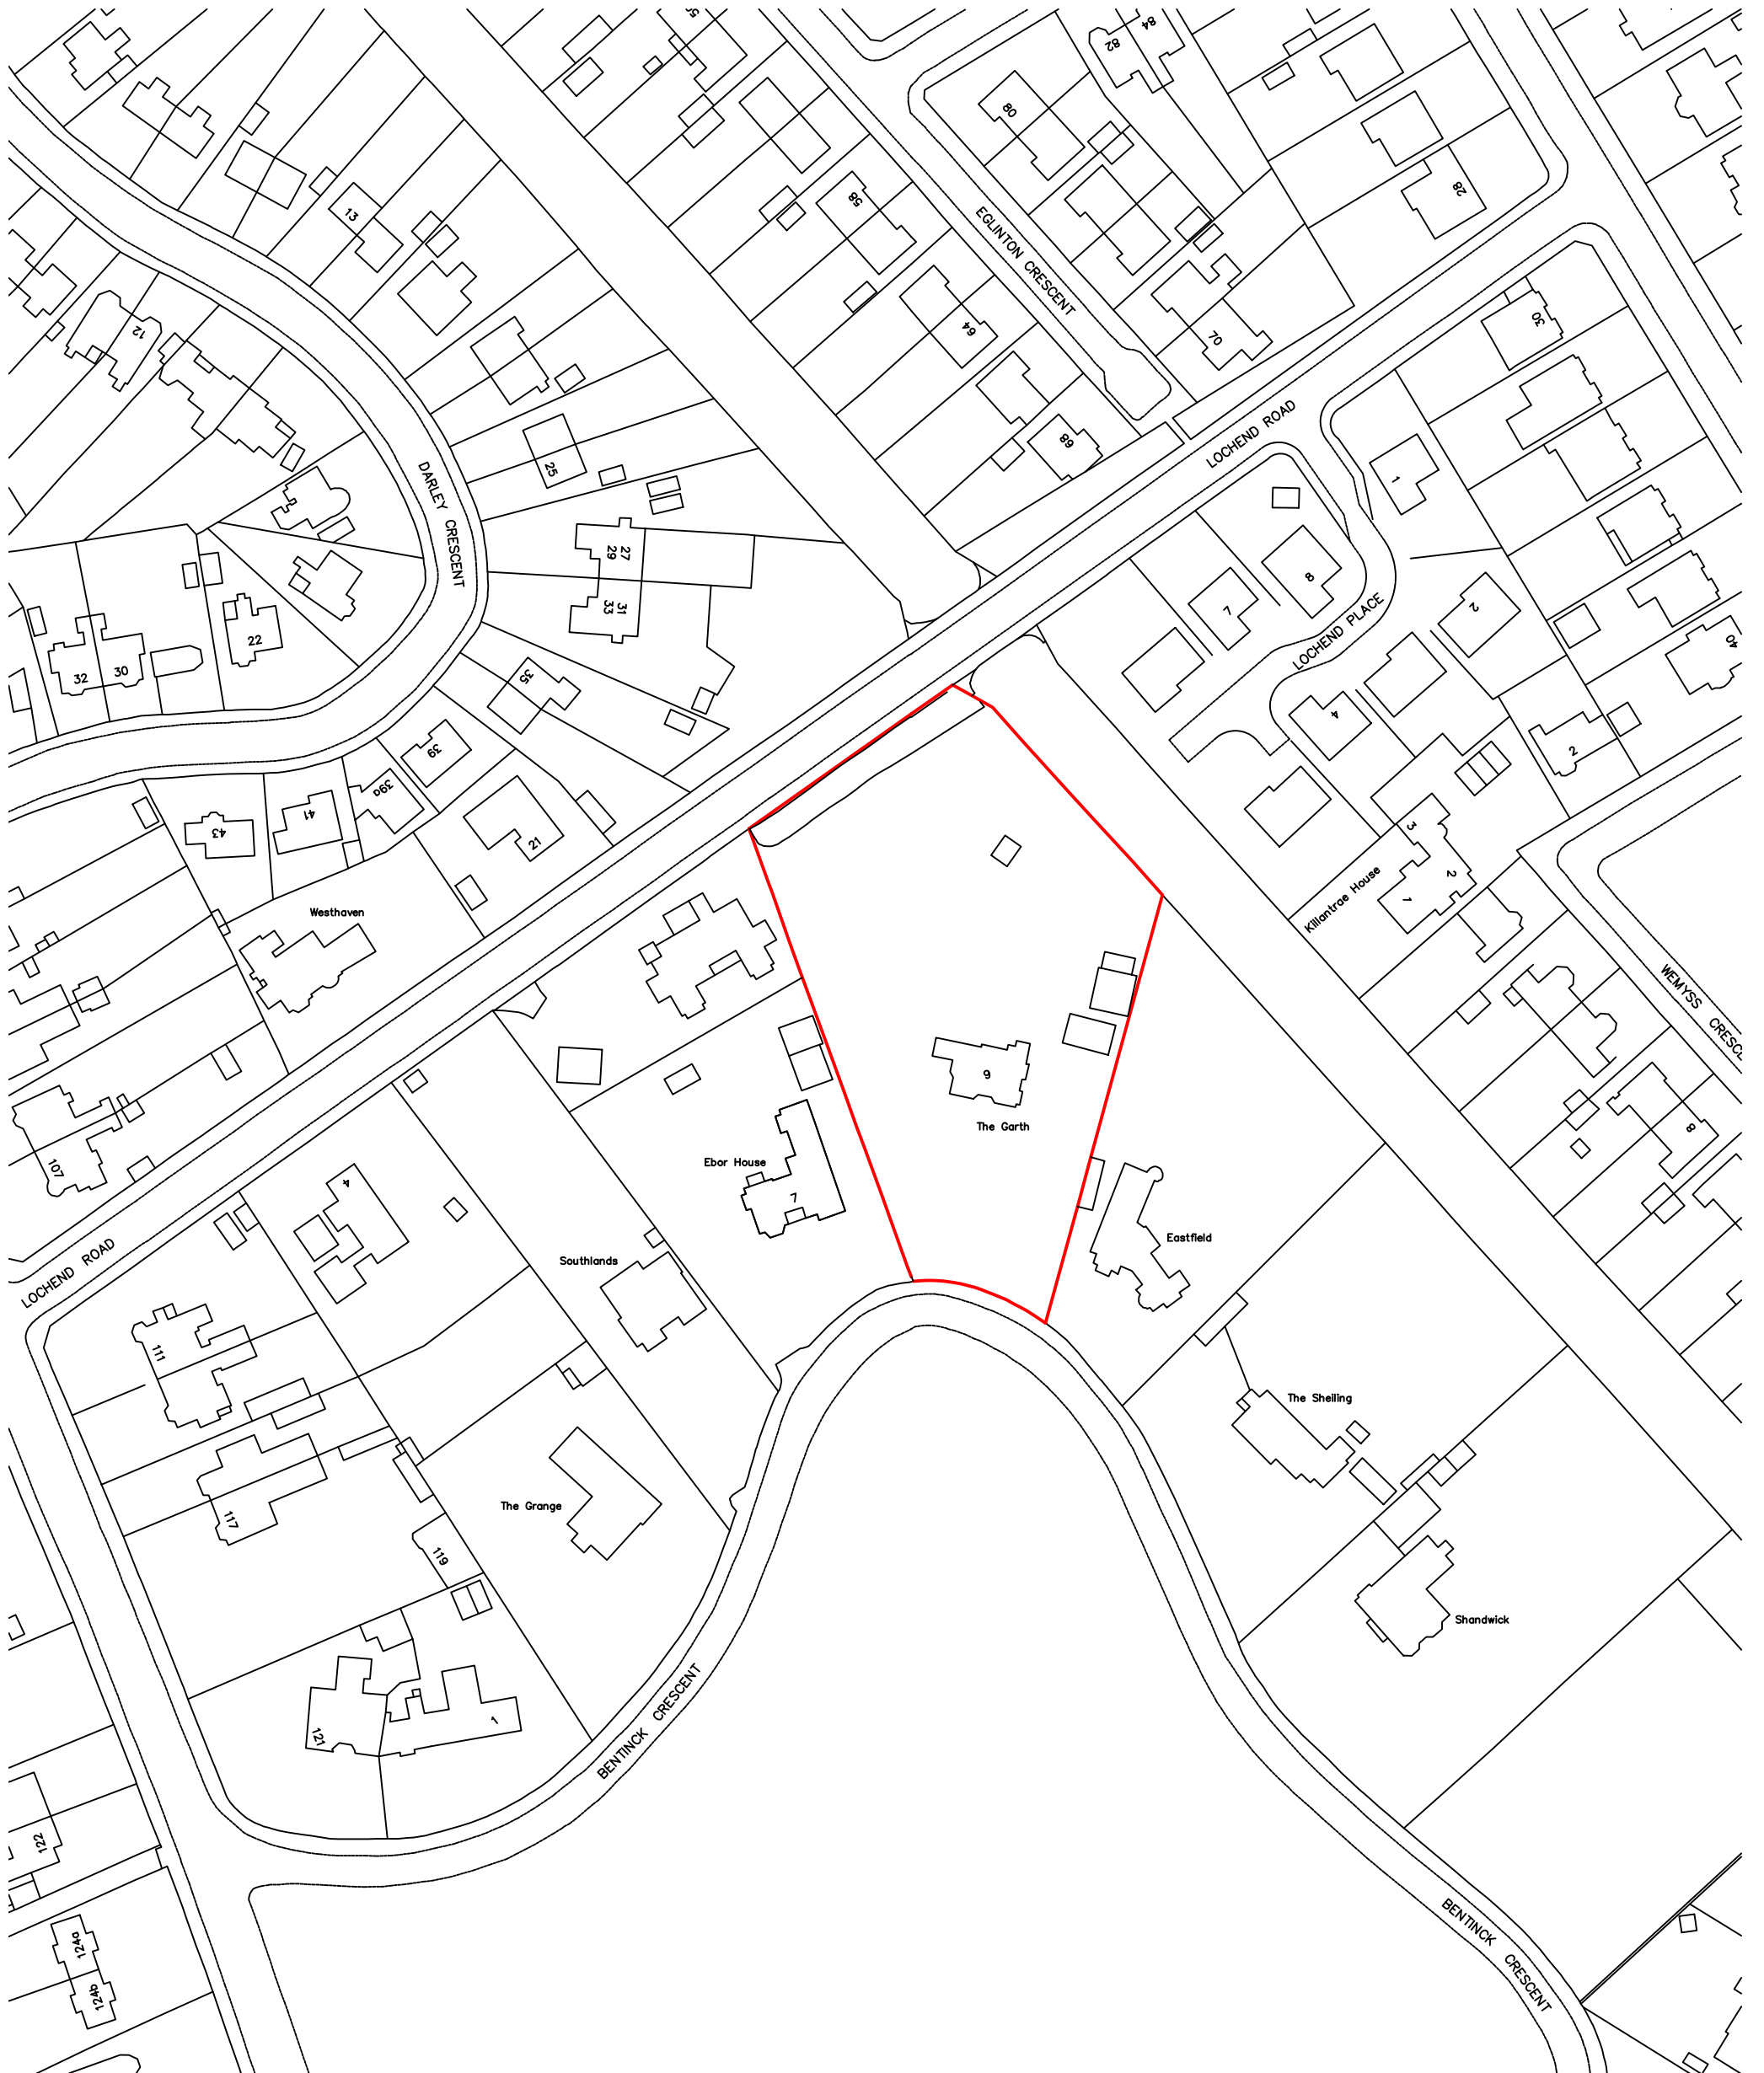 82
84
80
58
28
13
EGLINTON CRESCENT
12
64
30
70
LOCHEND ROAD
68
25
1
DARLEY CRESCENT
27
29
31
33
8
7
2
LOCHEND PLACE
22
32
30
40
35
4
2
39
39a
41
43
21
3
2
1
Killantrae House
Westhaven
WEMYSS
9
The Garth
8
107
Ebor House
7
4
Eastfield
Southlands
LOCHEND ROAD
111
The Sheiling
The Grange
117
119
Shandwick
121
1
BENTINCK CRESCENT
122
BENTINCK CRESCENT
124a
124b